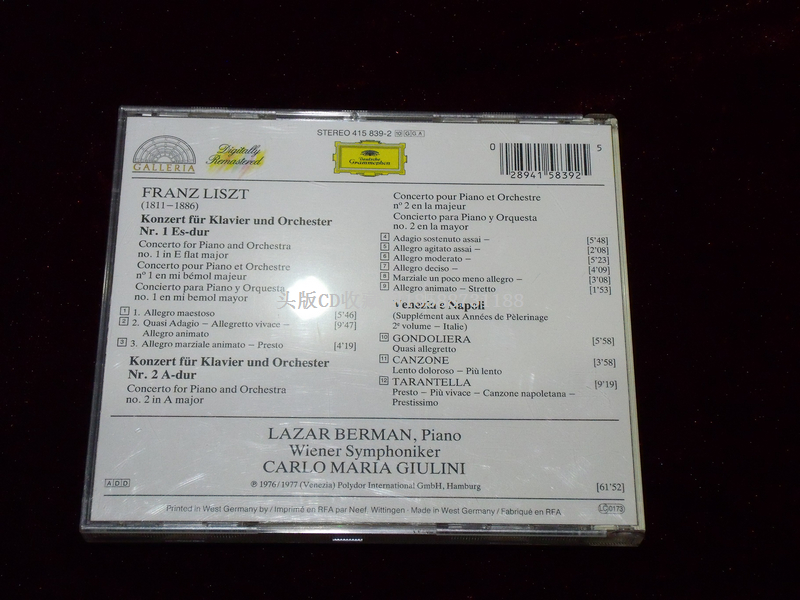 STEREO 415 839-2 GGA
GALLERIA
Digitally
Remastered
Deutsche
Grammophon
0 28941 58392 5
FRANZ LISZT
(1811–1886)
Konzert für Klavier und Orchester
Nr. 1 Es-dur
Concerto for Piano and Orchestra
no. 1 in E flat major
Concerto pour Piano et Orchestre
nº 1 en mi bémol majeur
Concierto para Piano y Orquesta
no. 1 en mi bemol mayor
1 1. Allegro maestoso [5'46]
2 2. Quasi Adagio – Allegretto vivace – [9'47]
Allegro animato
3 3. Allegro marziale animato – Presto [4'19]
Konzert für Klavier und Orchester
Nr. 2 A-dur
Concerto for Piano and Orchestra
no. 2 in A major
Concerto pour Piano et Orchestre
nº 2 en la majeur
Concierto para Piano y Orquesta
no. 2 en la mayor
4 Adagio sostenuto assai – [5'48]
5 Allegro agitato assai – [2'08]
6 Allegro moderato – [5'23]
7 Allegro deciso – [4'09]
8 Marziale un poco meno allegro – [3'08]
9 Allegro animato – Stretto [1'53]
Venezia e Napoli
(Supplément aux Années de Pèlerinage
2e volume – Italie)
10 GONDOLIERA [5'58]
Quasi allegretto
11 CANZONE [3'58]
Lento doloroso – Più lento
12 TARANTELLA [9'19]
Presto – Più vivace – Canzone napoletana –
Prestissimo
头版CD收 188
LAZAR BERMAN, Piano
Wiener Symphoniker
CARLO MARIA GIULINI
ADD
℗ 1976/1977 (Venezia) Polydor International GmbH, Hamburg
[61'52]
Printed in West Germany by / Imprimé en RFA par Neef. Wittingen · Made in West Germany / Fabriqué en RFA
LC 0173